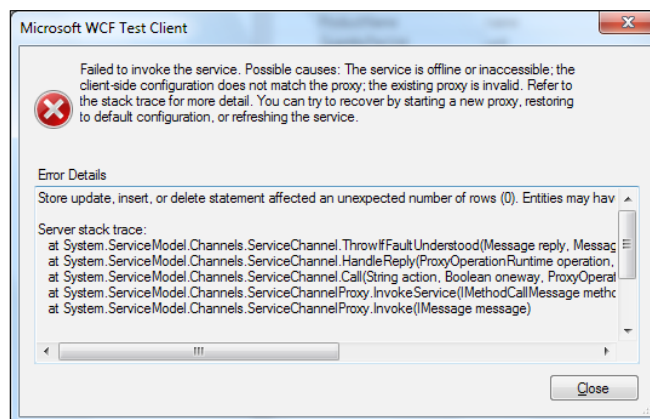 Microsoft WCF Test Client
Failed to invoke the service. Possible causes: The service is offline or inaccessible; the
client-side configuration does not match the proxy; the existing proxy is invalid. Refer to
the stack trace for more detail. You can try to recover by starting a new proxy, restoring
to default configuration, or refreshing the service.
Error Details
Store update, insert, or delete statement affected an unexpected number of rows (0). Entities may hav
Server stack trace:
at System.ServiceModel.Channels.ServiceChannel.ThrowIfFaultUnderstood(Message reply, Messag
at System.ServiceModel.Channels.ServiceChannel.HandleReply(ProxyOperationRuntime operation,
at System.ServiceModel.Channels.ServiceChannel.Call(String action, Boolean oneway, ProxyOperat
at System.ServiceModel.Channels.ServiceChannelProxy.InvokeService(IMethodCallMessage methc
at System.ServiceModel.Channels.ServiceChannelProxy.Invoke(IMessage message)
Close